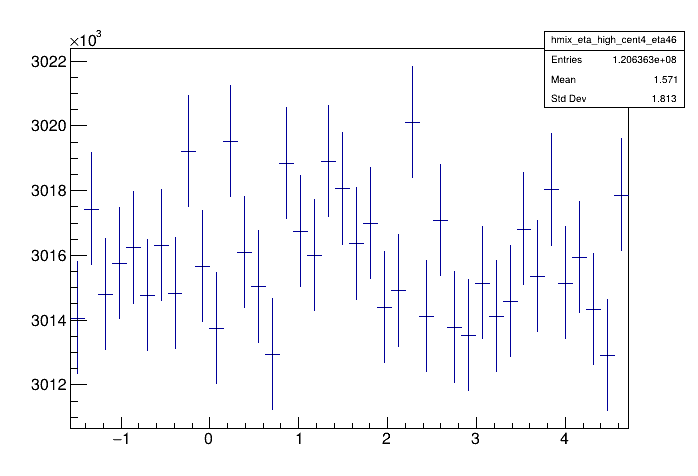 ×10³
hmix_eta_high_cent4_eta46
Entries 1.206363e+08
Mean 1.571
Std Dev 1.813
3022
3020
3018
3016
3014
3012
−1 0 1 2 3 4